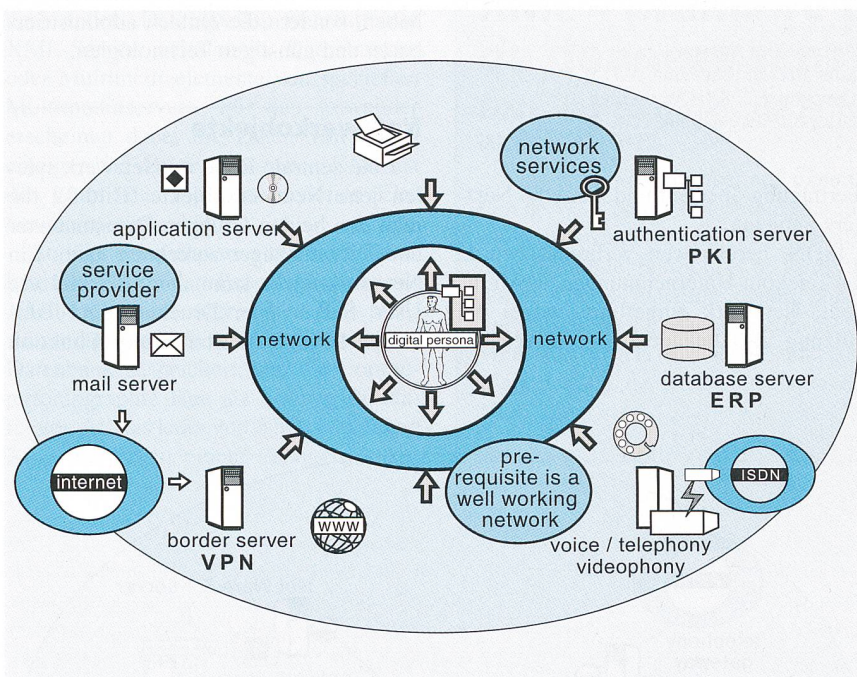 network
services
application server
authentication server
PKI
service
provider
network
digital persona
network
mail server
database server
ERP
internet
pre-
requisite is a
well working
network
ISDN
border server
VPN
www
voice / telephony
videophony